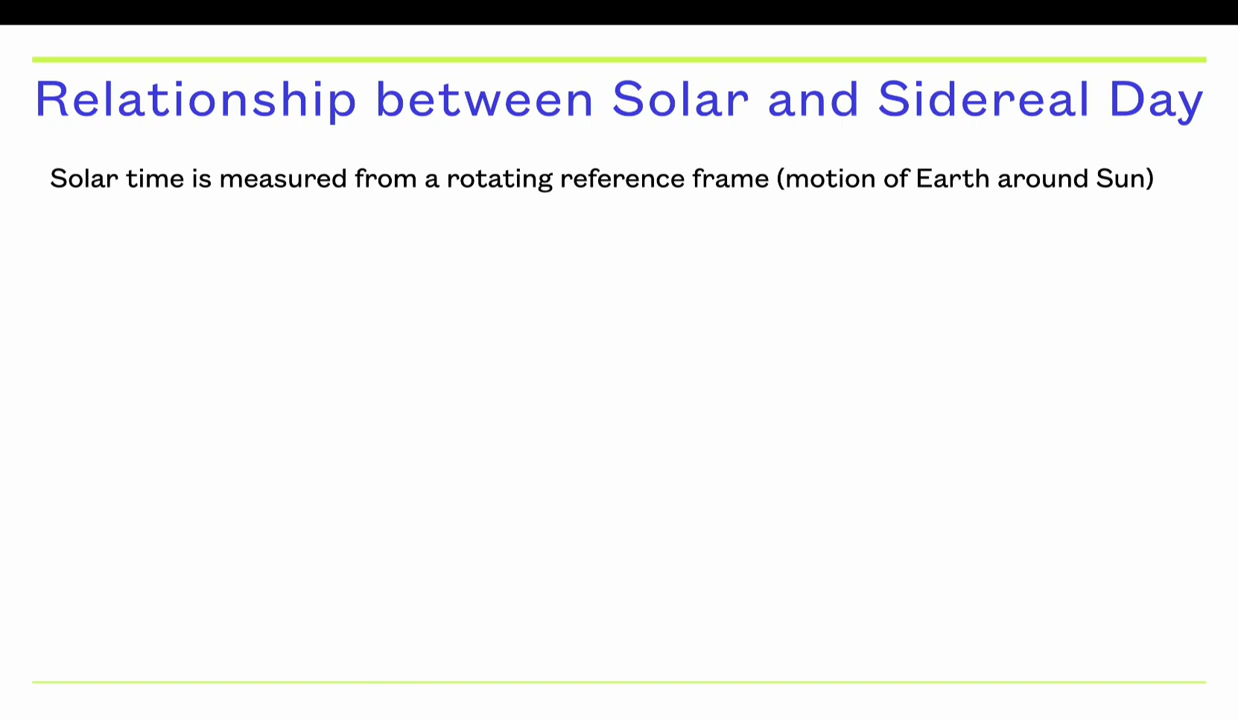 Relationship between Solar and Sidereal Day
Solar time is measured from a rotating reference frame (motion of Earth around Sun)